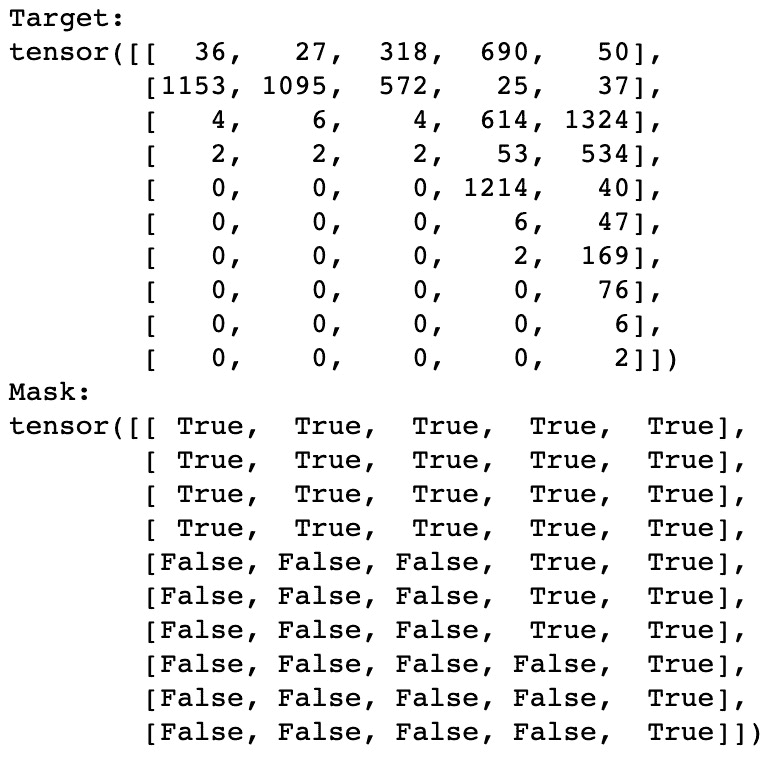 Target:
tensor([[  36,   27,  318,  690,   50],
        [1153, 1095,  572,   25,   37],
        [   4,    6,    4,  614, 1324],
        [   2,    2,    2,   53,  534],
        [   0,    0,    0, 1214,   40],
        [   0,    0,    0,    6,   47],
        [   0,    0,    0,    2,  169],
        [   0,    0,    0,    0,   76],
        [   0,    0,    0,    0,    6],
        [   0,    0,    0,    0,    2]])
Mask:
tensor([[ True,  True,  True,  True,  True],
        [ True,  True,  True,  True,  True],
        [ True,  True,  True,  True,  True],
        [ True,  True,  True,  True,  True],
        [False, False, False,  True,  True],
        [False, False, False,  True,  True],
        [False, False, False,  True,  True],
        [False, False, False, False,  True],
        [False, False, False, False,  True],
        [False, False, False, False,  True]])